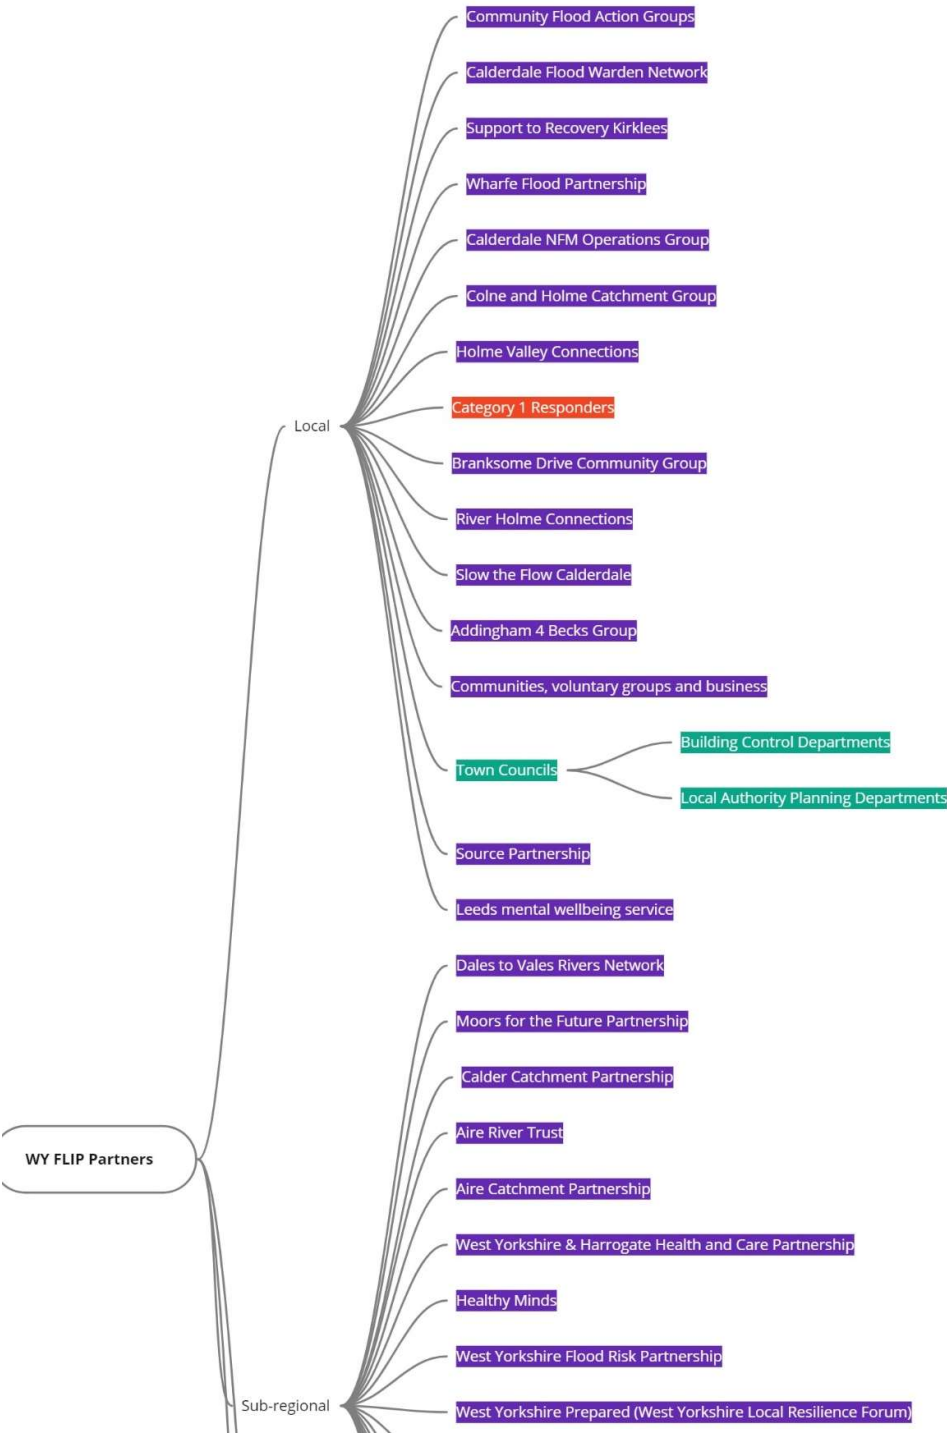 Community Flood Action Groups
Calderdale Flood Warden Network
Support to Recovery Kirklees
Wharfe Flood Partnership
Calderdale NFM Operations Group
Colne and Holme Catchment Group
Holme Valley Connections
Category 1 Responders
Local
Branksome Drive Community Group
River Holme Connections
Slow the Flow Calderdale
Addingham 4 Becks Group
Communities, voluntary groups and business
Building Control Departments
Town Councils
Local Authority Planning Departments
Source Partnership
Leeds mental wellbeing service
Dales to Vales Rivers Network
Moors for the Future Partnership
Calder Catchment Partnership
Aire River Trust
WY FLIP Partners
Aire Catchment Partnership
West Yorkshire & Harrogate Health and Care Partnership
Healthy Minds
West Yorkshire Flood Risk Partnership
Sub-regional
West Yorkshire Prepared (West Yorkshire Local Resilience Forum)